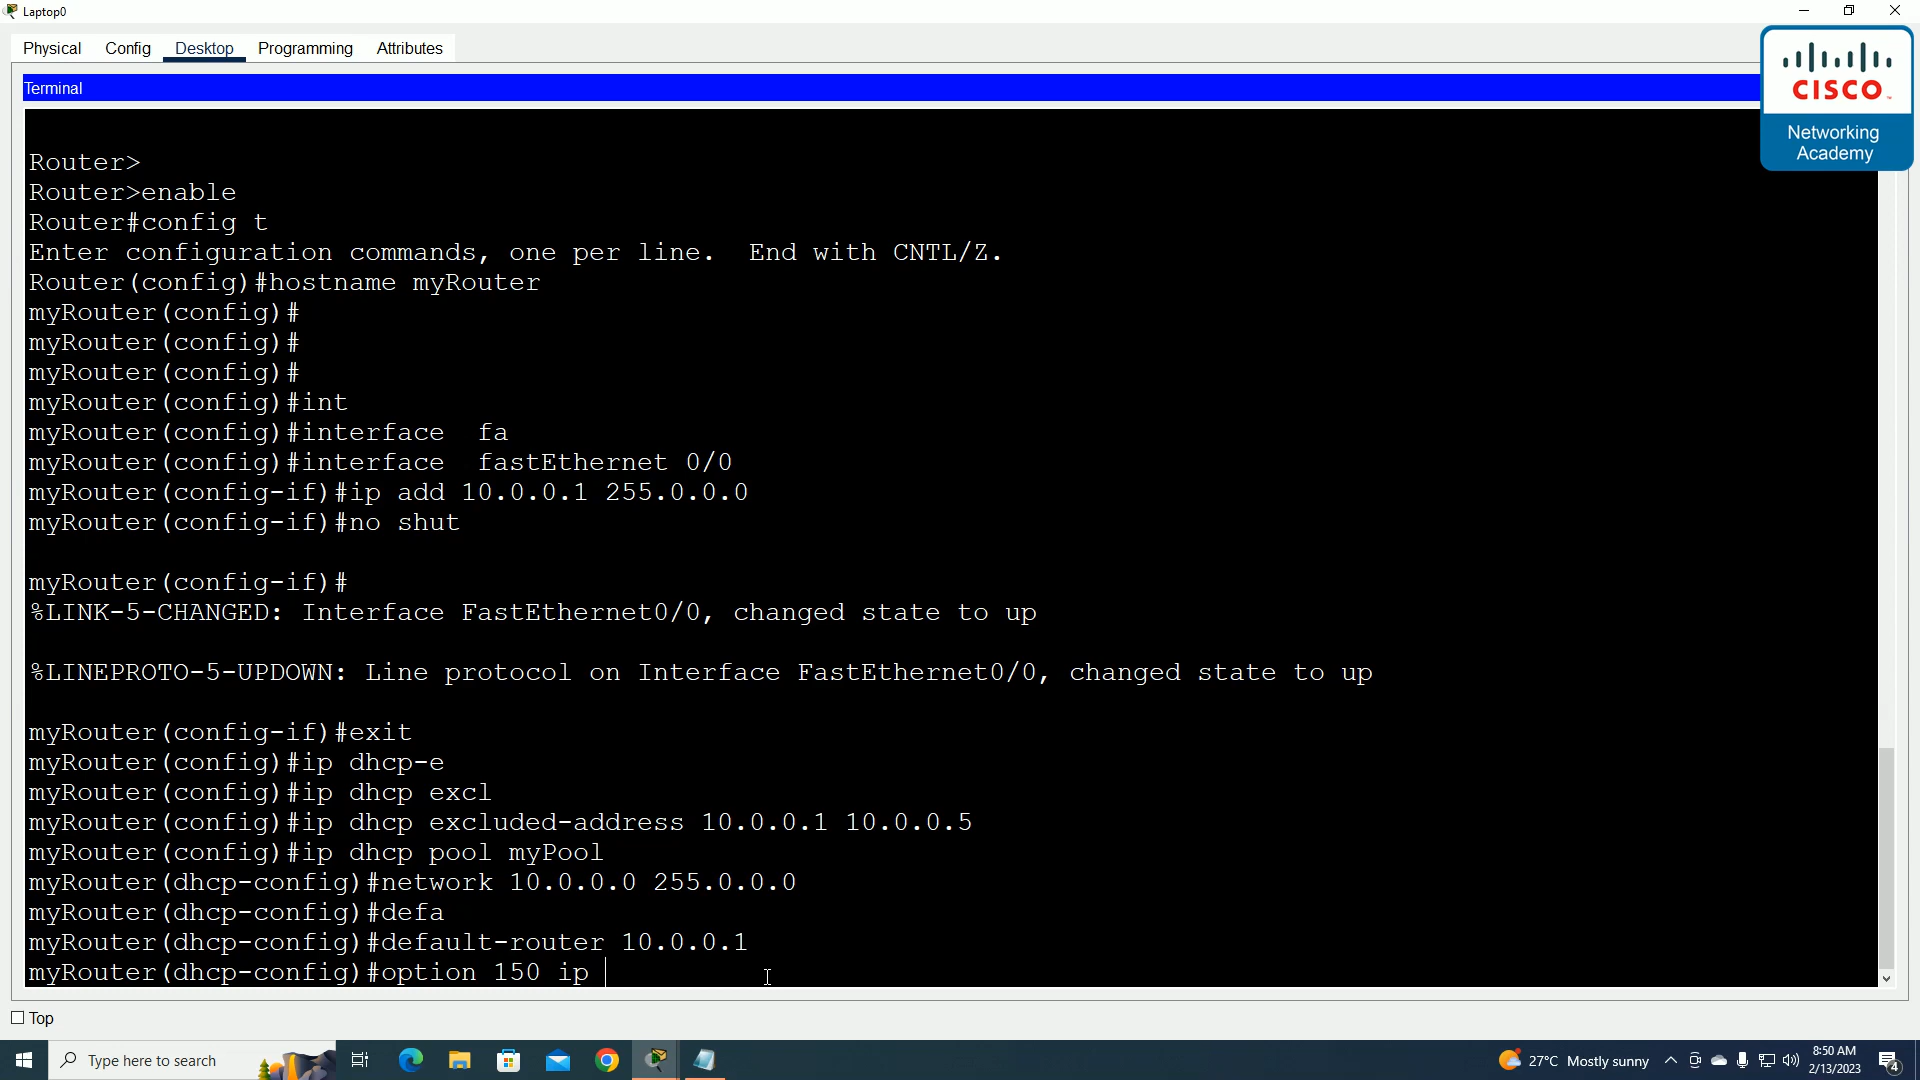 Laptop0
Physical Config Desktop Programming Attributes
CISCO
Networking
Academy
Terminal
Router>
Router>enable
Router#config t
Enter configuration commands, one per line.  End with CNTL/Z.
Router(config)#hostname myRouter
myRouter(config)#
myRouter(config)#
myRouter(config)#
myRouter(config)#int
myRouter(config)#interface  fa
myRouter(config)#interface  fastEthernet 0/0
myRouter(config-if)#ip add 10.0.0.1 255.0.0.0
myRouter(config-if)#no shut
myRouter(config-if)#
%LINK-5-CHANGED: Interface FastEthernet0/0, changed state to up
%LINEPROTO-5-UPDOWN: Line protocol on Interface FastEthernet0/0, changed state to up
myRouter(config-if)#exit
myRouter(config)#ip dhcp-e
myRouter(config)#ip dhcp excl
myRouter(config)#ip dhcp excluded-address 10.0.0.1 10.0.0.5
myRouter(config)#ip dhcp pool myPool
myRouter(dhcp-config)#network 10.0.0.0 255.0.0.0
myRouter(dhcp-config)#defa
myRouter(dhcp-config)#default-router 10.0.0.1
myRouter(dhcp-config)#option 150 ip
Top
Type here to search
27°C Mostly sunny
8:50 AM
2/13/2023
4